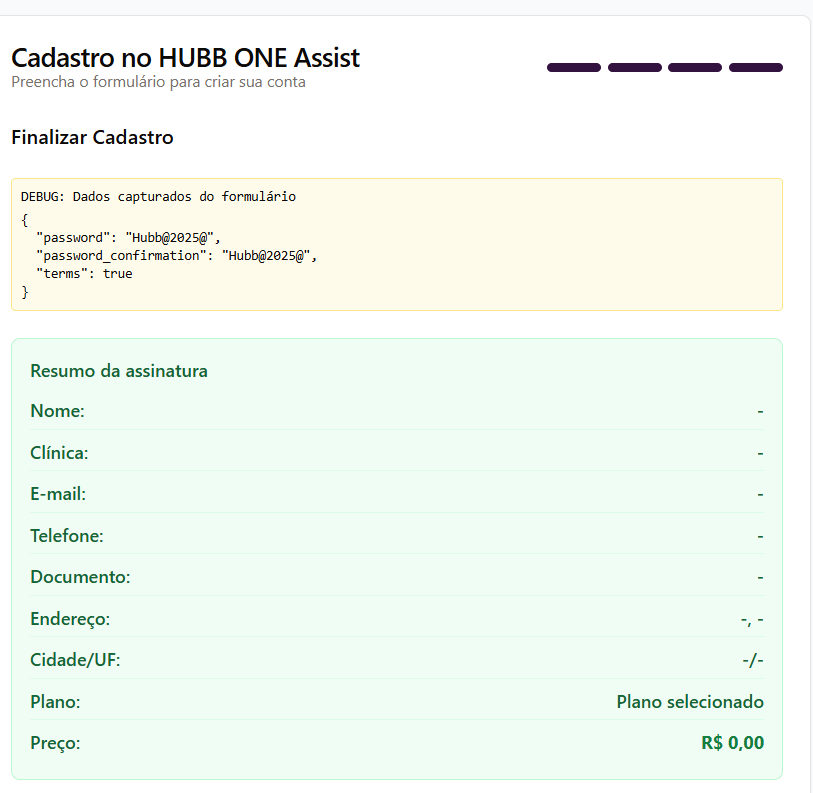 Cadastro no HUBB ONE Assist
Preencha o formulário para criar sua conta
Finalizar Cadastro
DEBUG: Dados capturados do formulário
{
"password": "Hubb@2025@",
"password_confirmation": "Hubb@2025@",
"terms": true
}
Resumo da assinatura
Nome: -
Clínica: -
E-mail: -
Telefone: -
Documento: -
Endereço: -, -
Cidade/UF: -/-
Plano: Plano selecionado
Preço: R$ 0,00